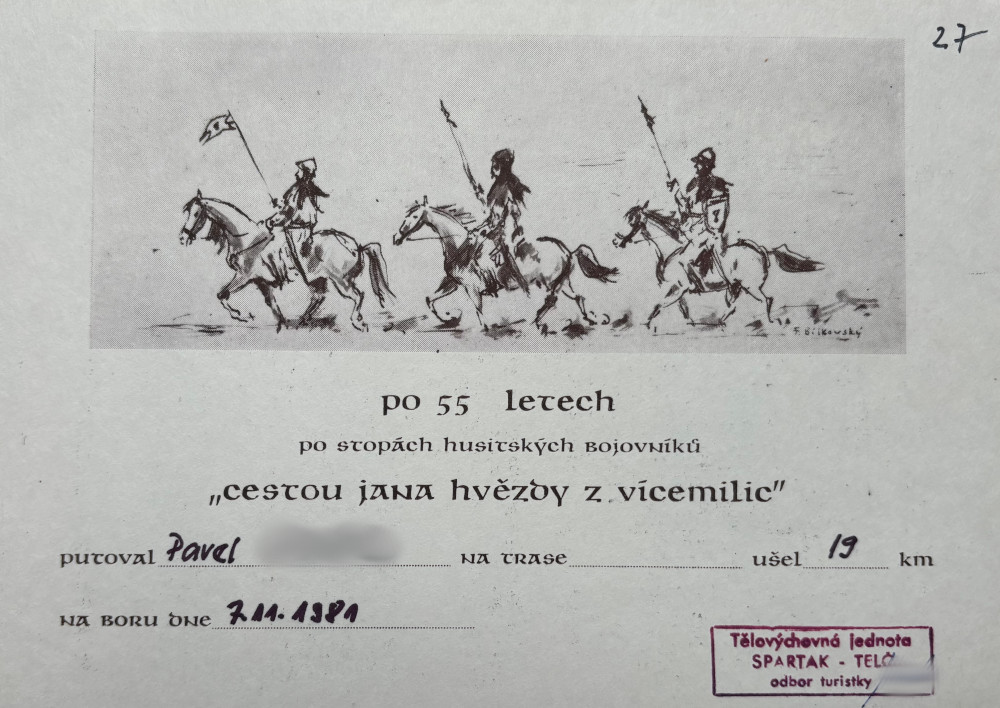 27
F. Bílkovský
po 55 letech
po stopách husitských bojovníků
„cestou jana hvězdy z vícemilic"
putoval Pavel na trase ušel 19 km
na boru dne 7.11.1981
Tělovýchovná jednota
SPARTAK - TELČ
odbor turistky